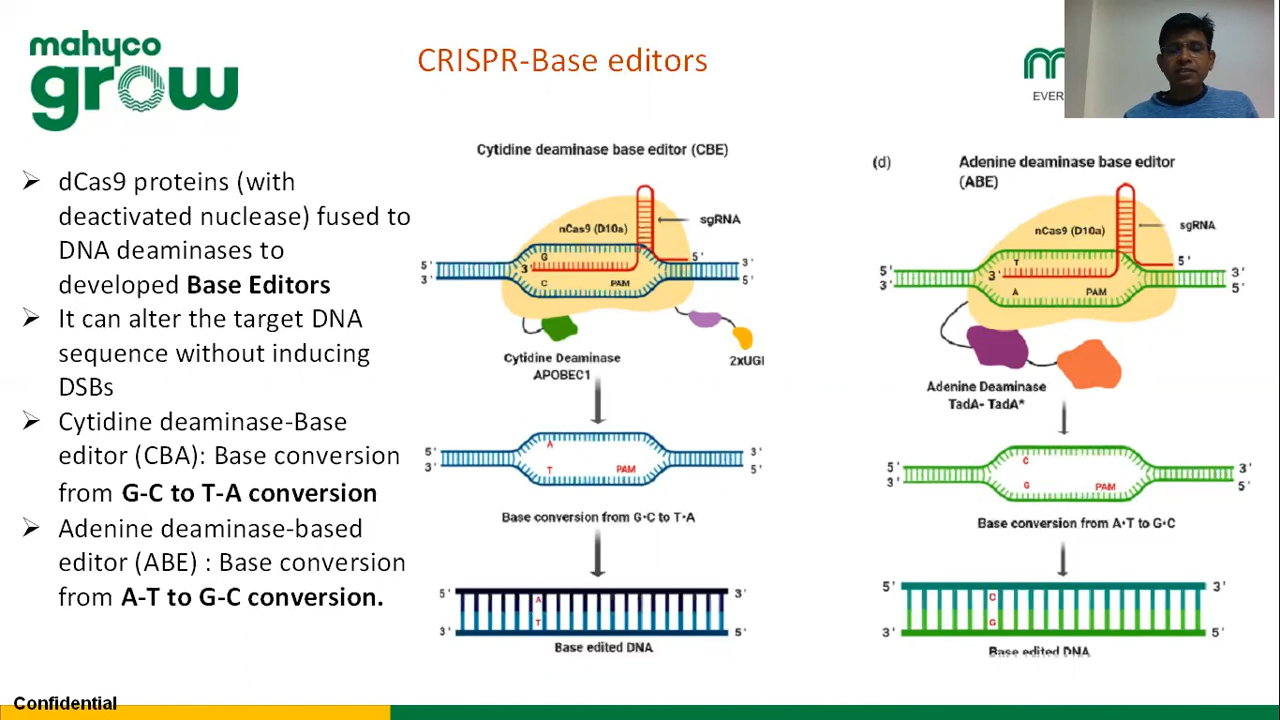 mahyco
grow
CRISPR-Base editors
EVER
➢ dCas9 proteins (with
deactivated nuclease) fused to
DNA deaminases to
developed Base Editors
➢ It can alter the target DNA
sequence without inducing
DSBs
➢ Cytidine deaminase-Base
editor (CBA): Base conversion
from G-C to T-A conversion
➢ Adenine deaminase-based
editor (ABE) : Base conversion
from A-T to G-C conversion.
Cytidine deaminase base editor (CBE)
sgRNA
nCas9 (D10a)
G
5' 3' 5' 3'
3' C PAM 5'
2xUGI
Cytidine Deaminase
APOBEC1
5' A 3'
3' T PAM 5'
Base conversion from G•C to T•A
5' A 3'
3' T 5'
Base edited DNA
(d) Adenine deaminase base editor
(ABE)
sgRNA
nCas9 (D10a)
T 5'
5' 3' 3'
3' A PAM 5'
Adenine Deaminase
TadA- TadA*
5' C 3'
3' G PAM 5'
Base conversion from A•T to G•C
5' C 3'
3' G 5'
Base edited DNA
Confidential